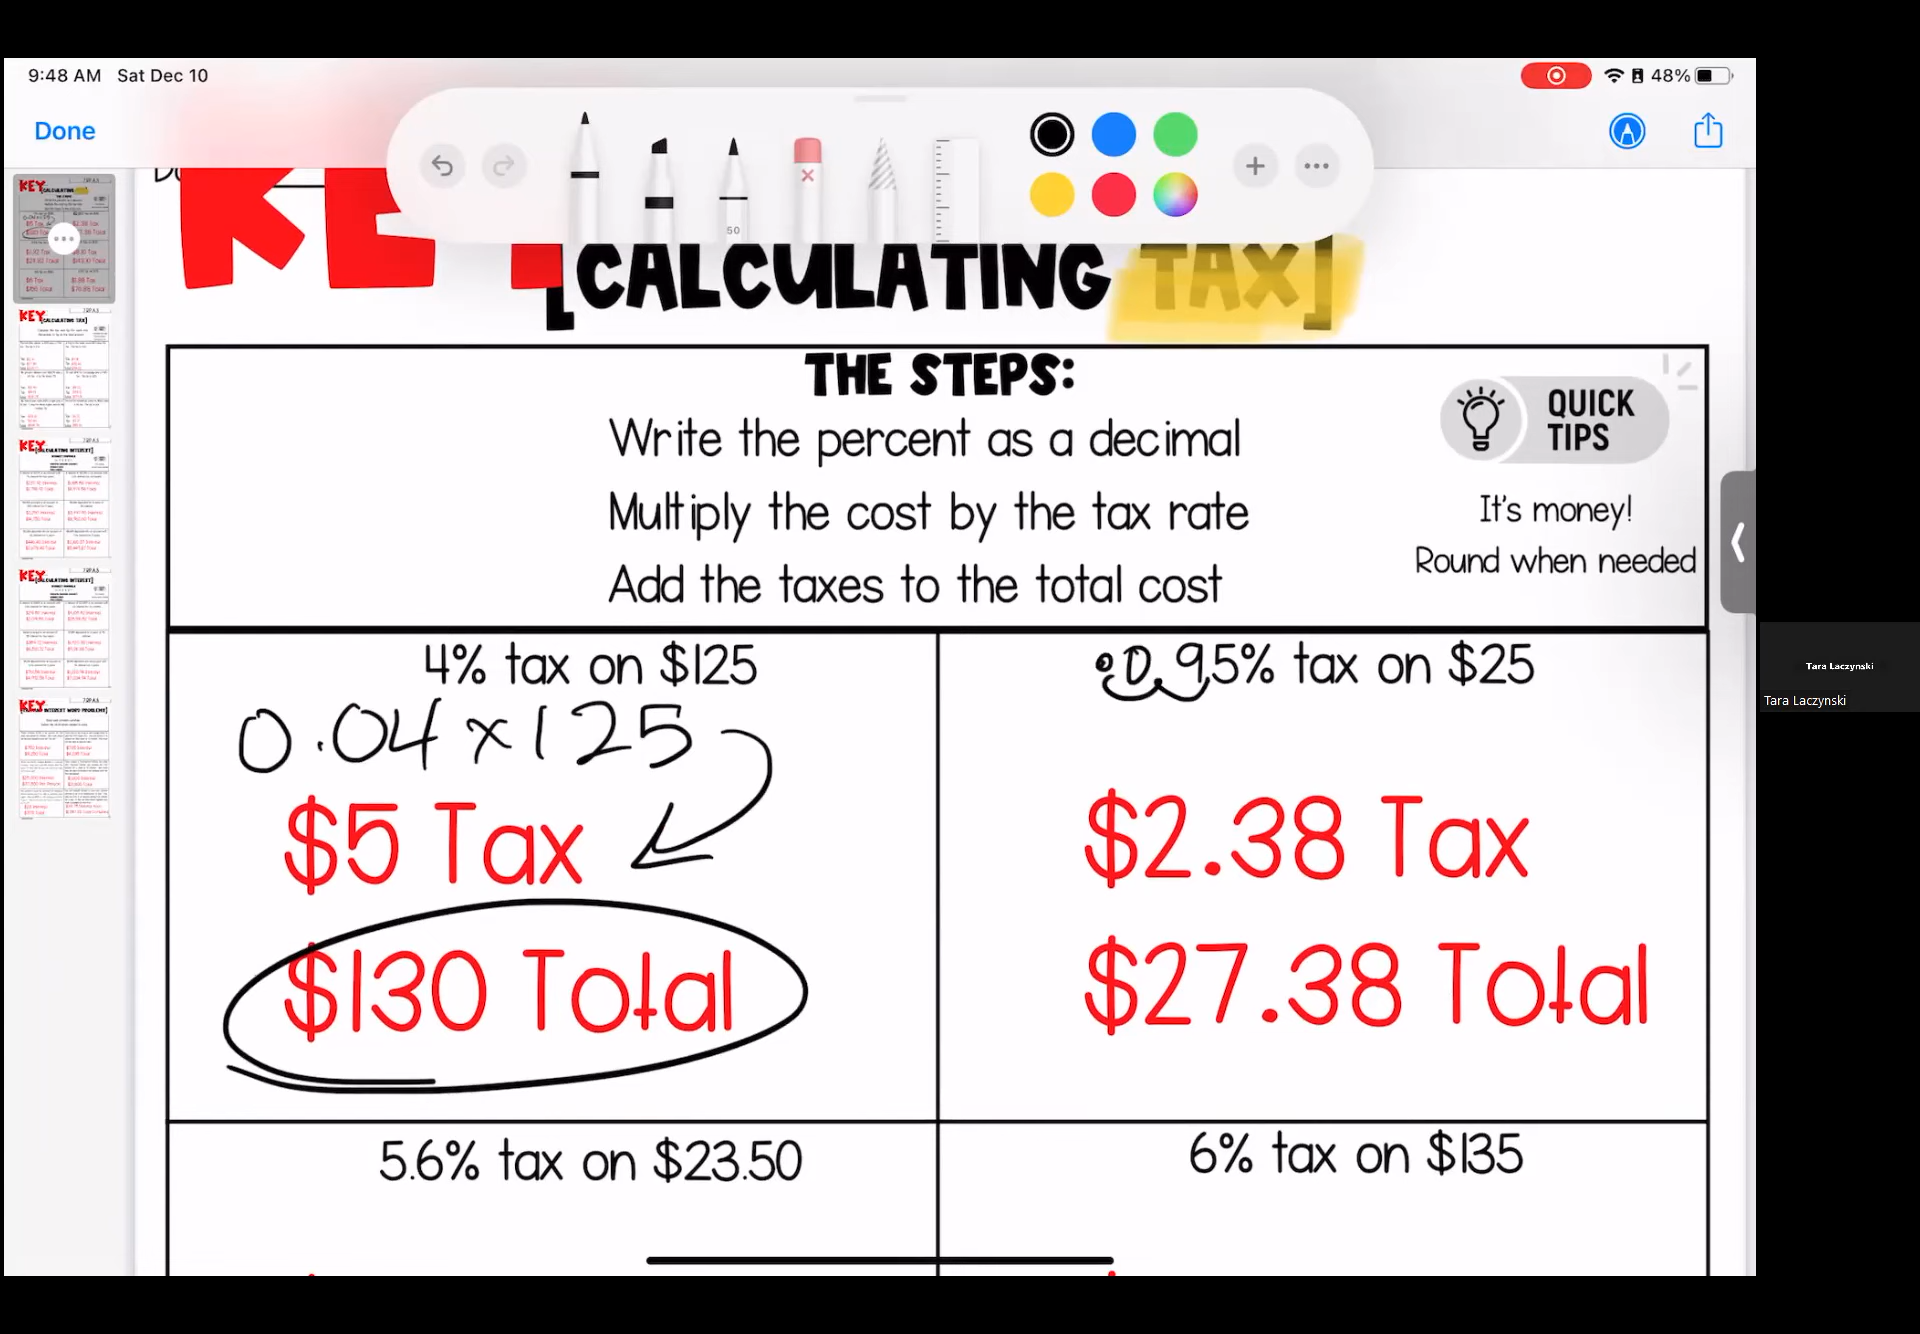 9:48 AM Sat Dec 10
48%
Done
50
KE
[CALCULATING TAX]
THE STEPS:
Write the percent as a decimal
Multiply the cost by the tax rate
Add the taxes to the total cost
QUICK
TIPS
It's money!
Round when needed
4% tax on $125
0.04 x 125
$5 Tax
$130 Total
.0 9.5% tax on $25
$2.38 Tax
$27.38 Total
5.6% tax on $23.50
6% tax on $135
Tara Laczynski
Tara Laczynski